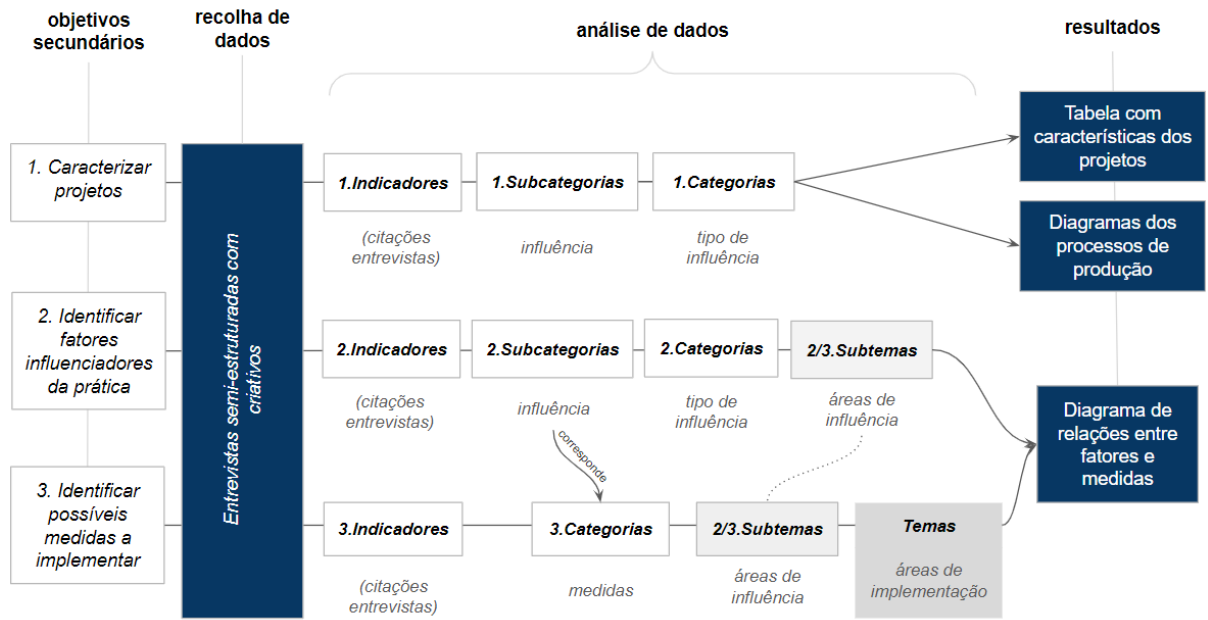 objetivos
secundários
recolha de
dados
análise de dados
resultados
1. Caracterizar
projetos
2. Identificar
fatores
influenciadores
da prática
3. Identificar
possíveis
medidas a
implementar
Entrevistas semi-estruturadas com
criativos
1.Indicadores
(citações
entrevistas)
1.Subcategorias
influência
1.Categorias
tipo de
influência
Tabela com
características dos
projetos
Diagramas dos
processos de
produção
2.Indicadores
(citações
entrevistas)
2.Subcategorias
influência
2.Categorias
tipo de
influência
2/3.Subtemas
áreas de
influência
corresponde
3.Indicadores
(citações
entrevistas)
3.Categorias
medidas
2/3.Subtemas
áreas de
influência
Temas
áreas de
implementação
Diagrama de
relações entre
fatores e
medidas